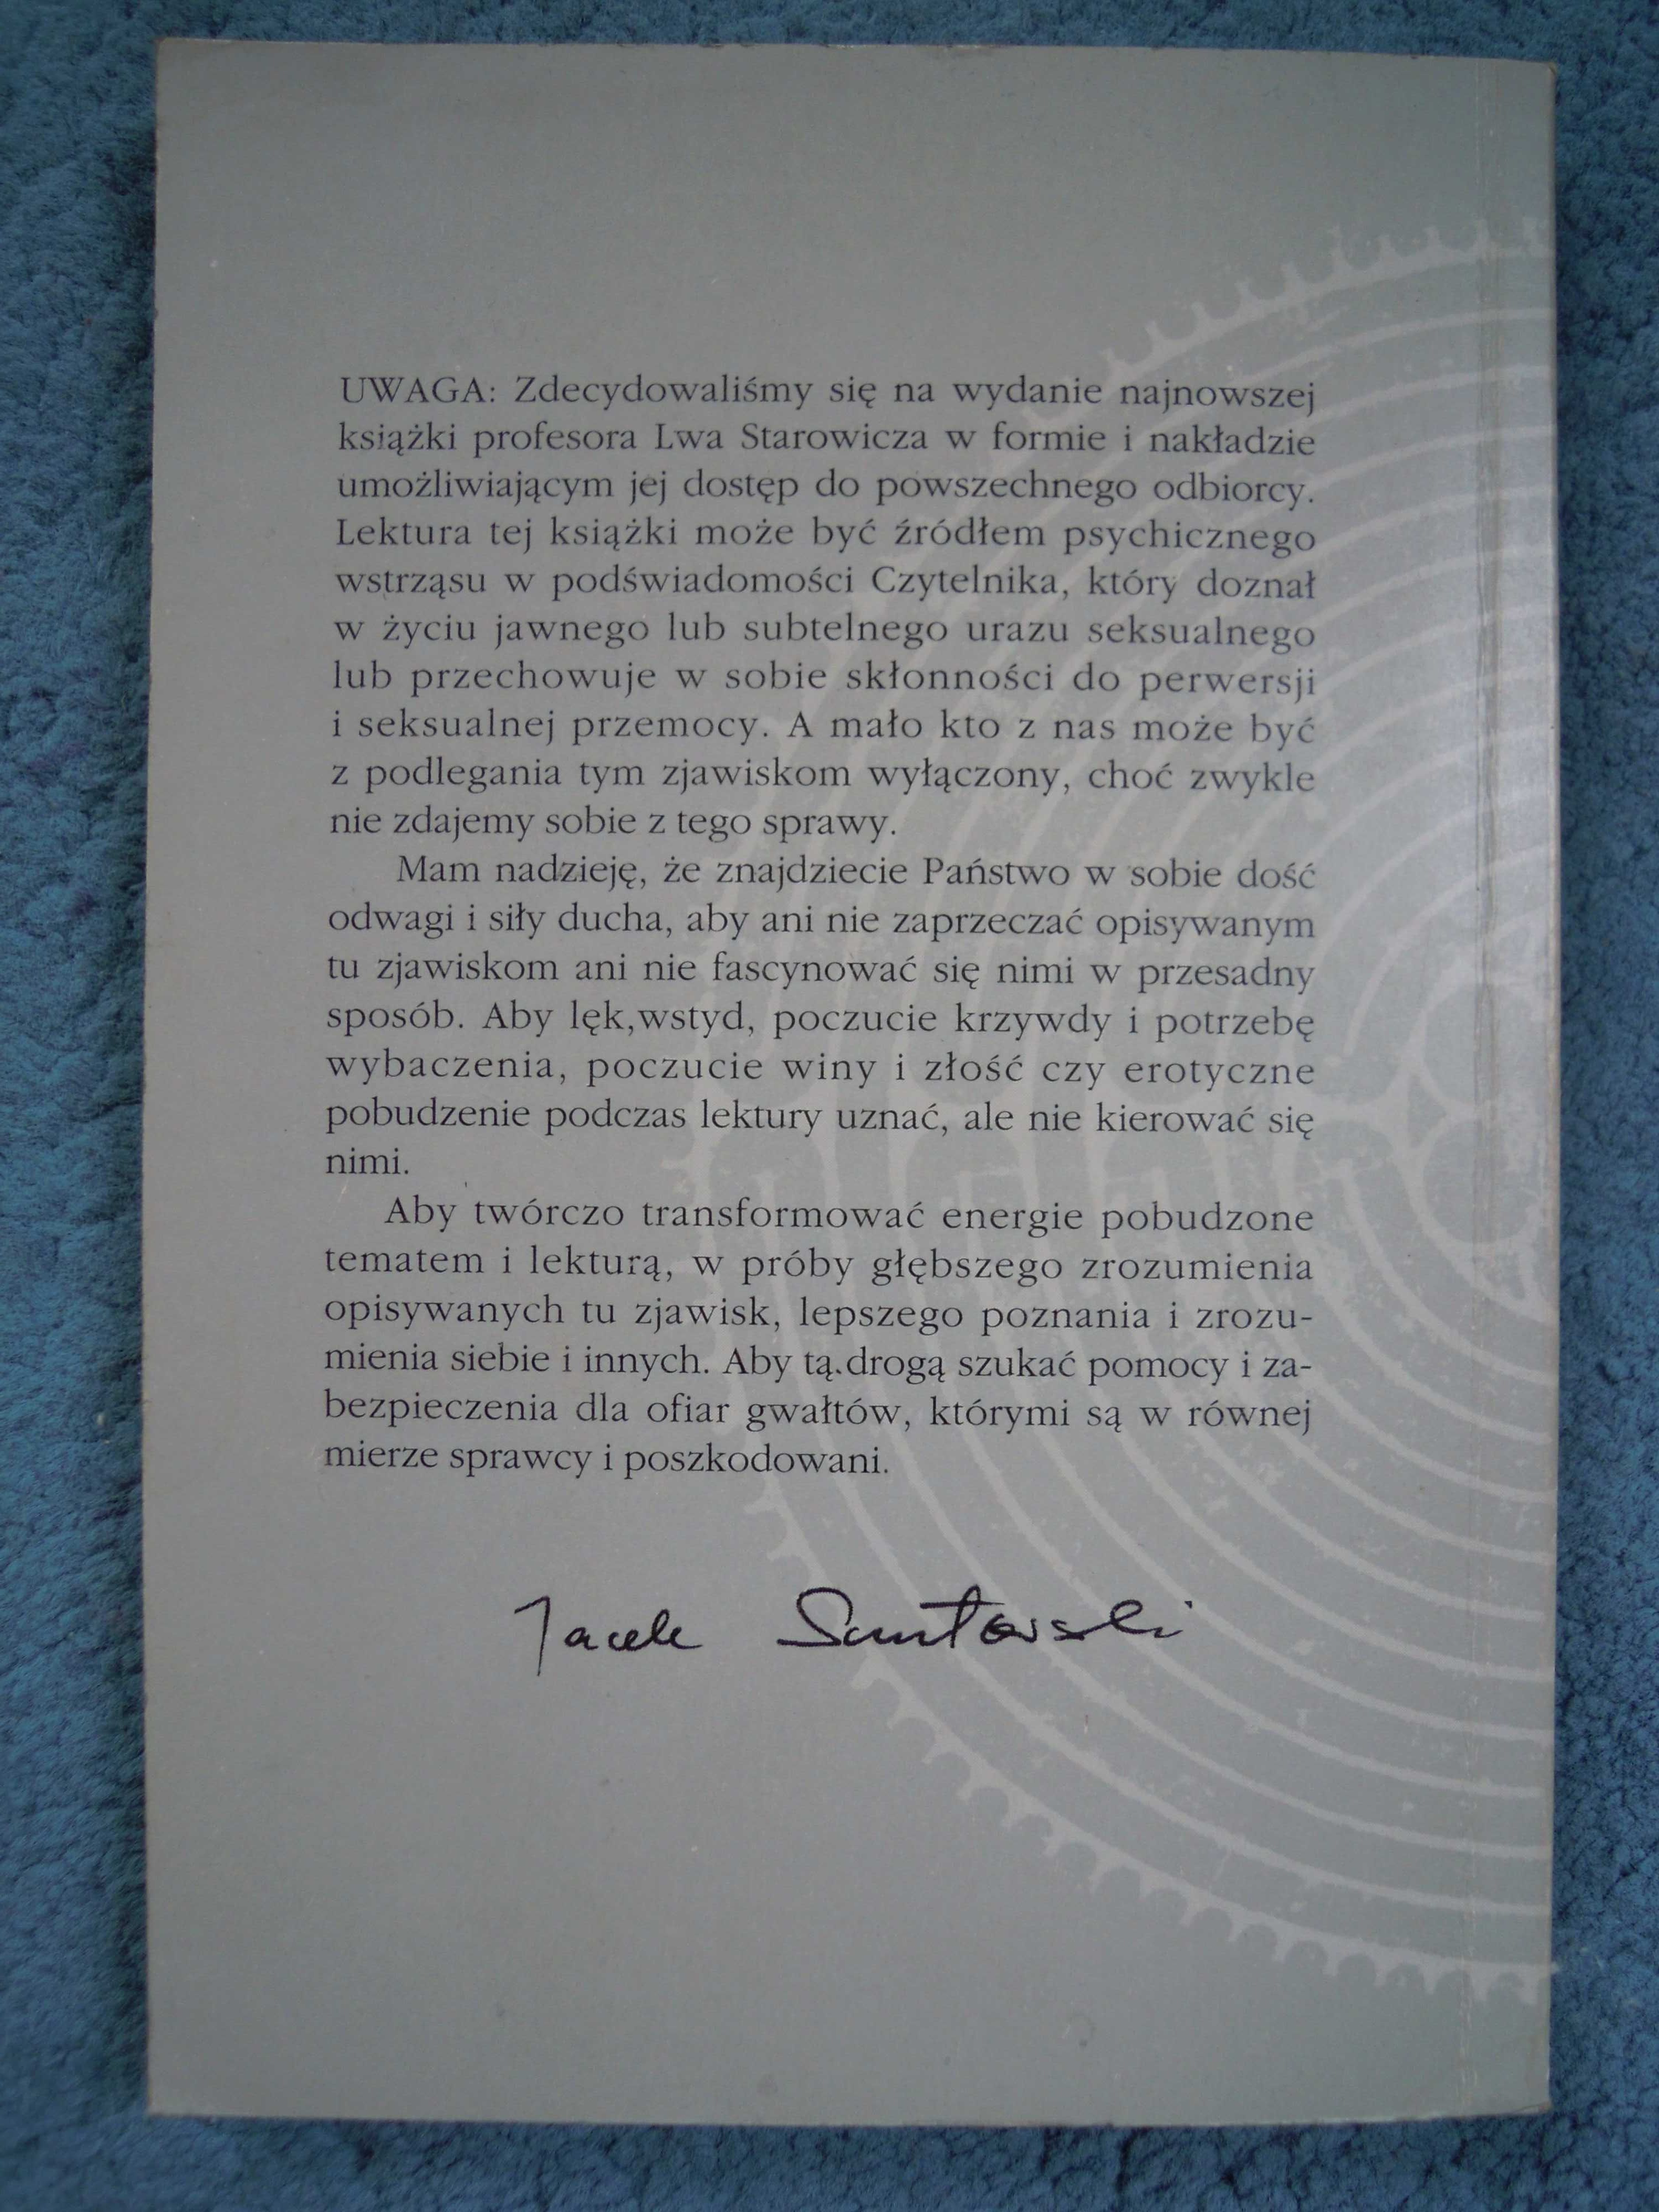 UWAGA: Zdecydowaliśmy się na wydanie najnowszej
książki profesora Lwa Starowicza w formie i nakładzie
umożliwiającym jej dostęp do powszechnego odbiorcy.
Lektura tej książki może być źródłem psychicznego
wstrząsu w podświadomości Czytelnika, który doznał
w życiu jawnego lub subtelnego urazu seksualnego
lub przechowuje w sobie skłonności do perwersji
i seksualnej przemocy. A mało kto z nas może być
z podlegania tym zjawiskom wyłączony, choć zwykle
nie zdajemy sobie z tego sprawy.
Mam nadzieję, że znajdziecie Państwo w sobie dość
odwagi i siły ducha, aby ani nie zaprzeczać opisywanym
tu zjawiskom ani nie fascynować się nimi w przesadny
sposób. Aby lęk,wstyd, poczucie krzywdy i potrzebę
wybaczenia, poczucie winy i złość czy erotyczne
pobudzenie podczas lektury uznać, ale nie kierować się
nimi.
Aby twórczo transformować energie pobudzone
tematem i lekturą, w próby głębszego zrozumienia
opisywanych tu zjawisk, lepszego poznania i zrozu-
mienia siebie i innych. Aby tą drogą szukać pomocy i za-
bezpieczenia dla ofiar gwałtów, którymi są w równej
mierze sprawcy i poszkodowani.
Jacek Santorski